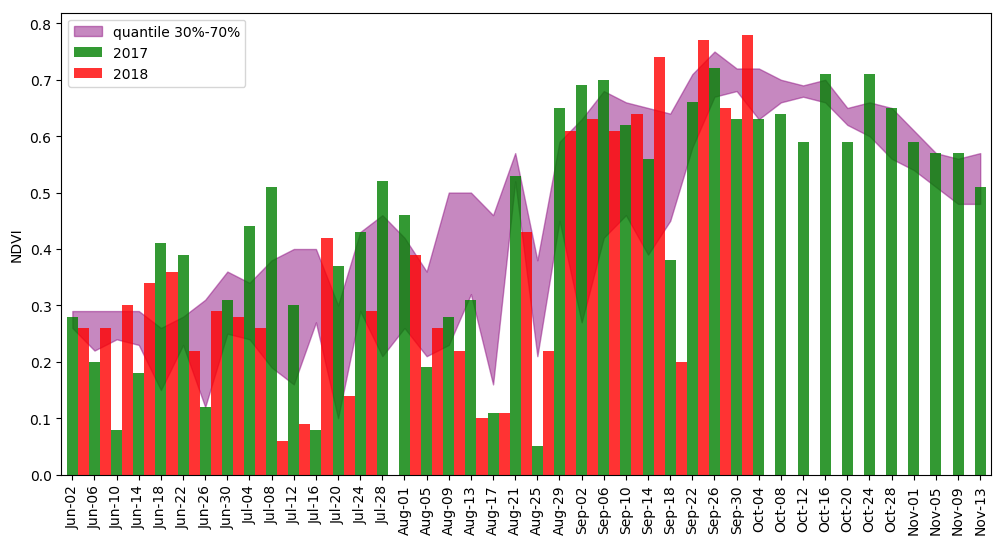 quantile 30%-70%
2017
2018
NDVI
0.8
0.7
0.6
0.5
0.4
0.3
0.2
0.1
0.0
Jun-02
Jun-06
Jun-10
Jun-14
Jun-18
Jun-22
Jun-26
Jun-30
Jul-04
Jul-08
Jul-12
Jul-16
Jul-20
Jul-24
Jul-28
Aug-01
Aug-05
Aug-09
Aug-13
Aug-17
Aug-21
Aug-25
Aug-29
Sep-02
Sep-06
Sep-10
Sep-14
Sep-18
Sep-22
Sep-26
Sep-30
Oct-04
Oct-08
Oct-12
Oct-16
Oct-20
Oct-24
Oct-28
Nov-01
Nov-05
Nov-09
Nov-13